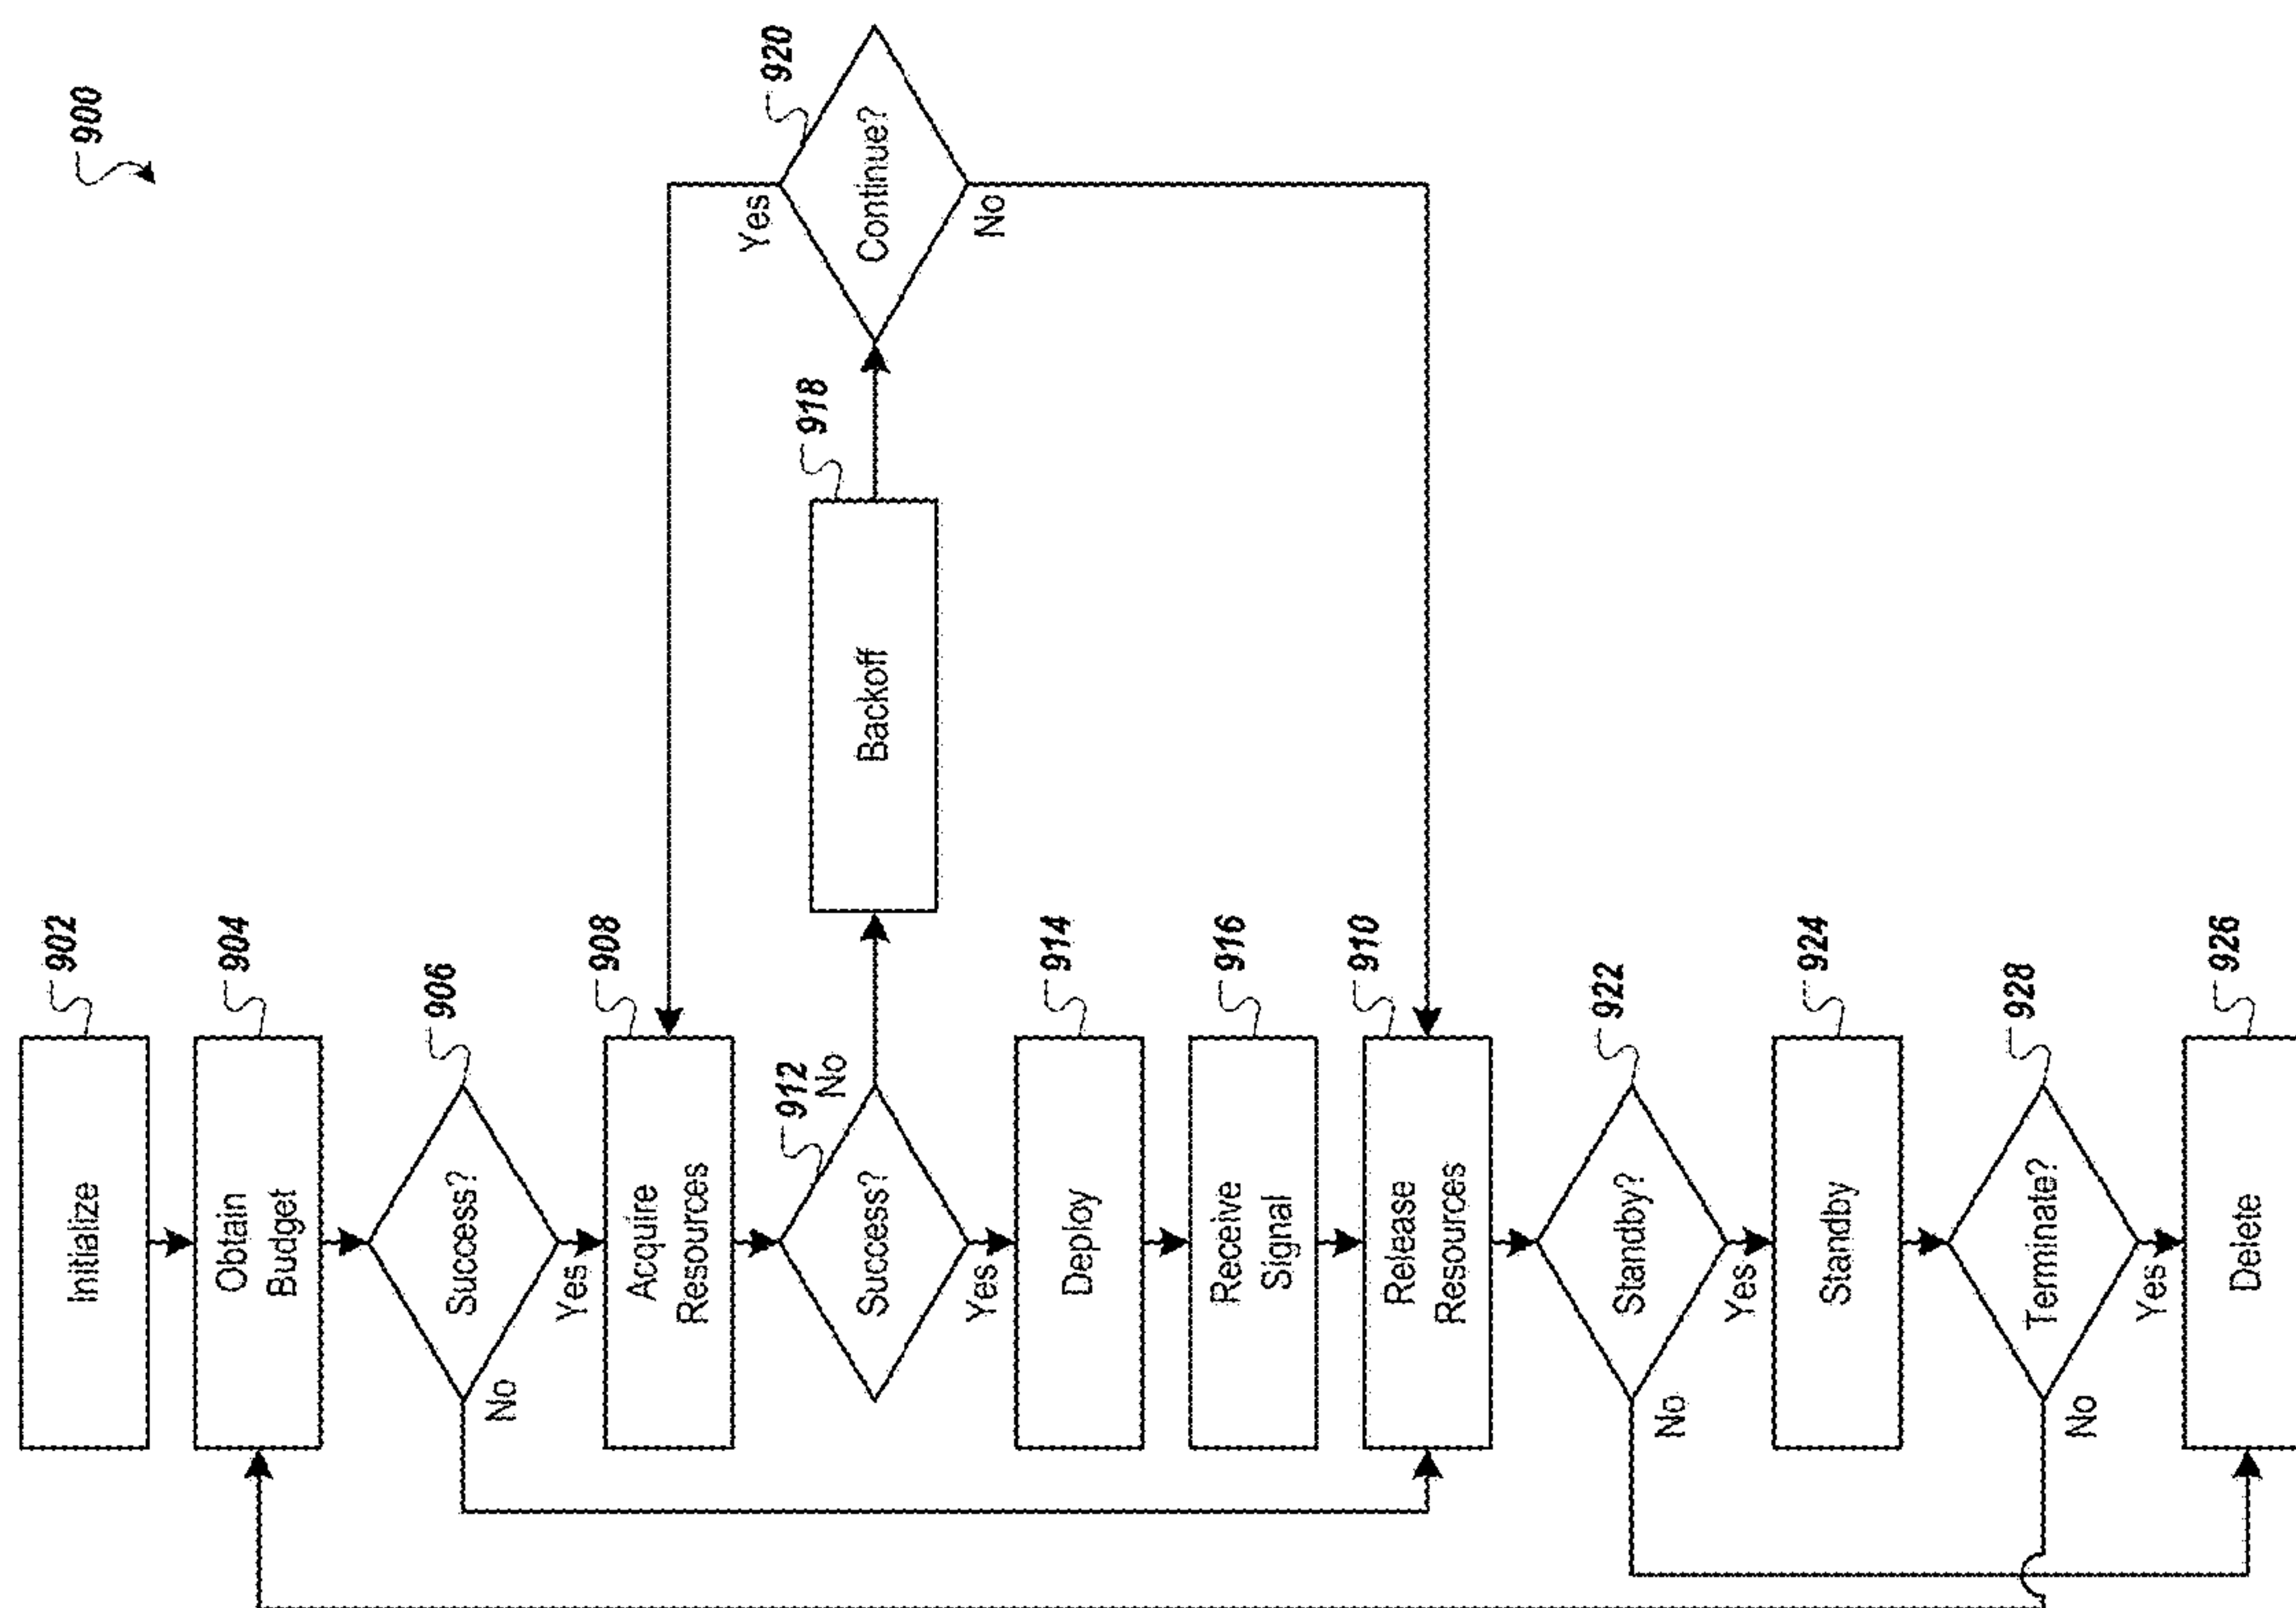 900
Initialize
902
Obtain
Budget
904
Success?
906
No
Yes
Acquire
Resources
908
Success?
912
No
Yes
Backoff
918
Continue?
920
Yes
No
Deploy
914
Receive
Signal
916
Release
Resources
910
Standby?
922
No
Yes
Standby
924
Terminate?
928
No
Yes
Delete
926